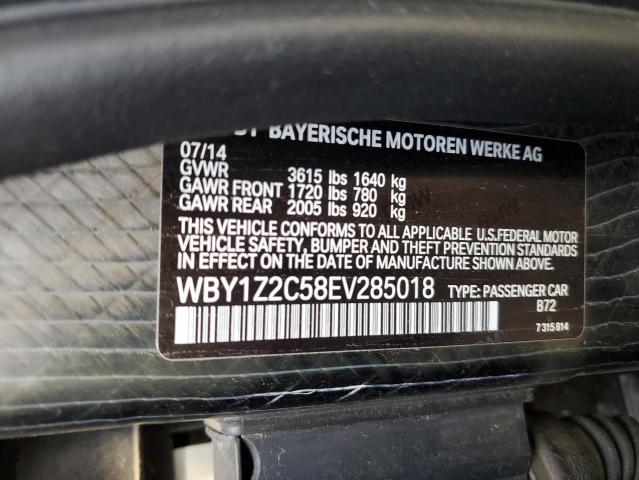 BY BAYERISCHE MOTOREN WERKE AG
07/14
GVWR 3615 lbs 1640 kg
GAWR FRONT 1720 lbs 780 kg
GAWR REAR 2005 lbs 920 kg
THIS VEHICLE CONFORMS TO ALL APPLICABLE U.S.FEDERAL MOTOR
VEHICLE SAFETY, BUMPER AND THEFT PREVENTION STANDARDS
IN EFFECT ON THE DATE OF MANUFACTURE SHOWN ABOVE.
WBY1Z2C58EV285018 TYPE: PASSENGER CAR
B72
7315814